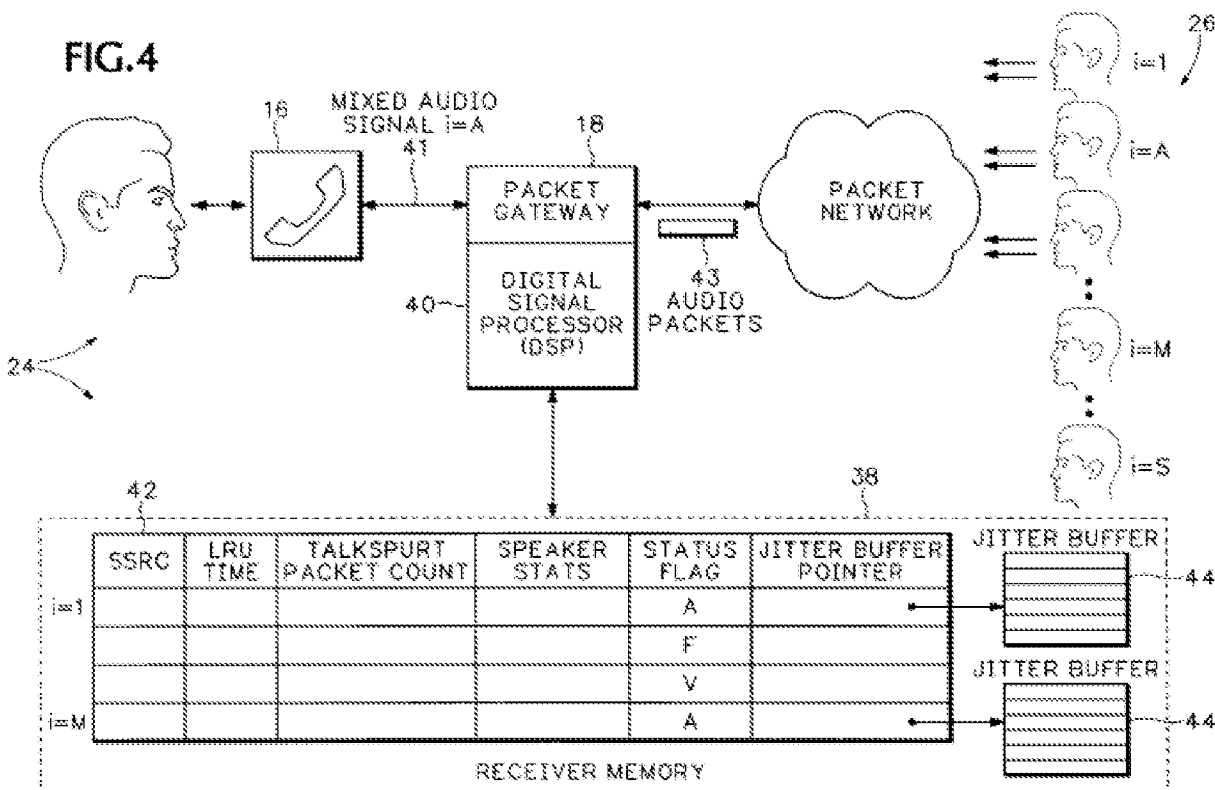 FIG.4
16
MIXED AUDIO
SIGNAL i=A
41
18
PACKET
GATEWAY
40
DIGITAL
SIGNAL
PROCESSOR
(DSP)
43
AUDIO
PACKETS
PACKET
NETWORK
26
i=1
i=A
i=M
i=S
24
42
38
SSRC
LRU
TIME
TALKSPURT
PACKET COUNT
SPEAKER
STATS
STATUS
FLAG
JITTER BUFFER
POINTER
i=1
A
F
V
i=M
A
JITTER BUFFER
44
JITTER BUFFER
44
RECEIVER MEMORY